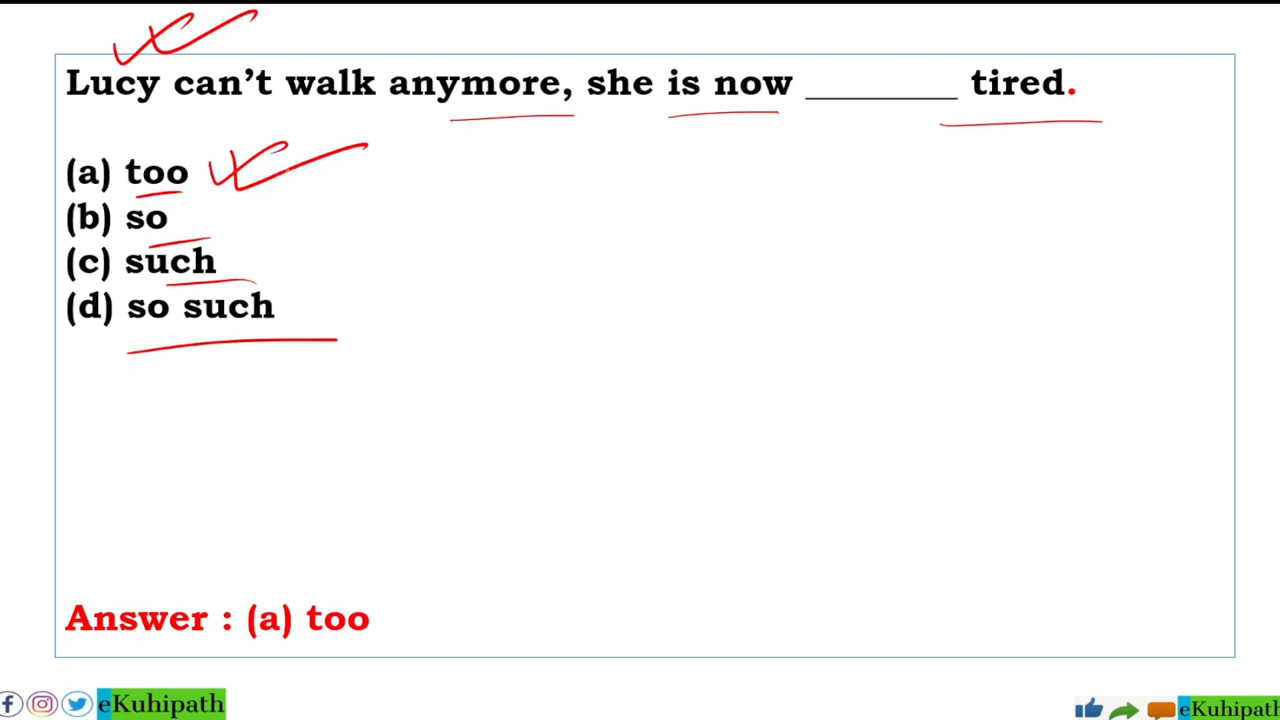 Lucy can't walk anymore, she is now ________ tired.
(a) too
(b) so
(c) such
(d) so such
Answer : (a) too
eKuhipath
eKuhipath